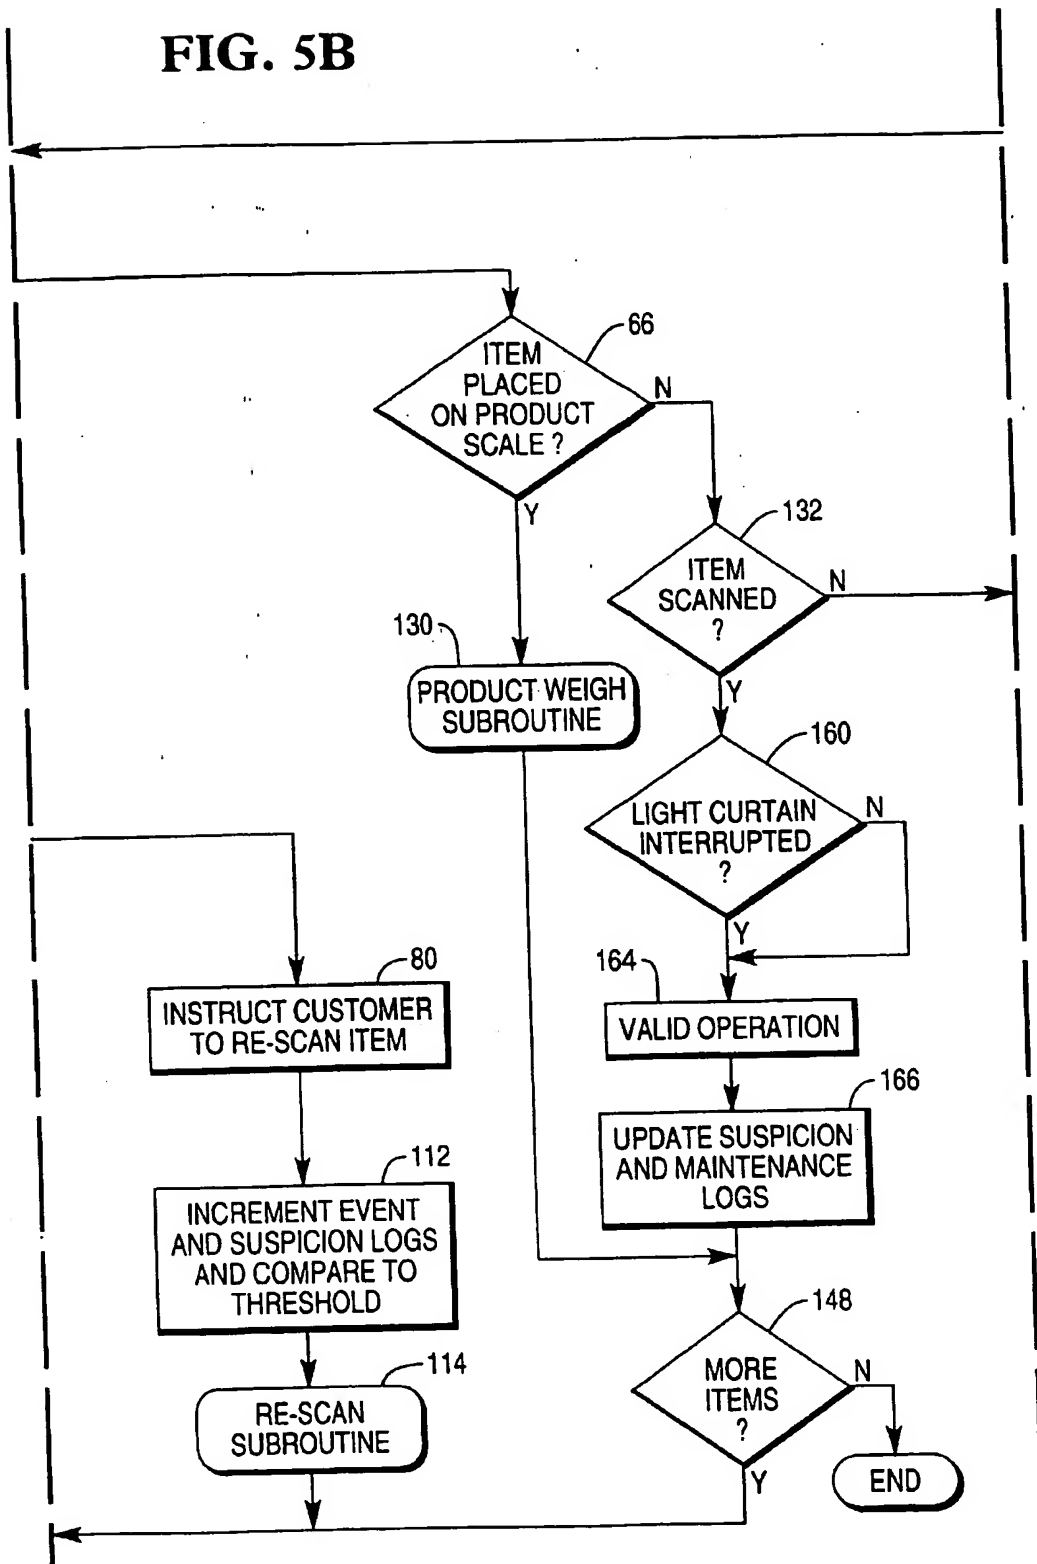 FIG. 5B
66
ITEM
PLACED
ON PRODUCT
SCALE ?
N
Y
132
ITEM
SCANNED
?
N
Y
130
PRODUCT WEIGH
SUBROUTINE
160
LIGHT CURTAIN
INTERRUPTED
?
N
Y
80
INSTRUCT CUSTOMER
TO RE-SCAN ITEM
164
VALID OPERATION
166
UPDATE SUSPICION
AND MAINTENANCE
LOGS
112
INCREMENT EVENT
AND SUSPICION LOGS
AND COMPARE TO
THRESHOLD
148
MORE
ITEMS
?
N
Y
114
RE-SCAN
SUBROUTINE
END